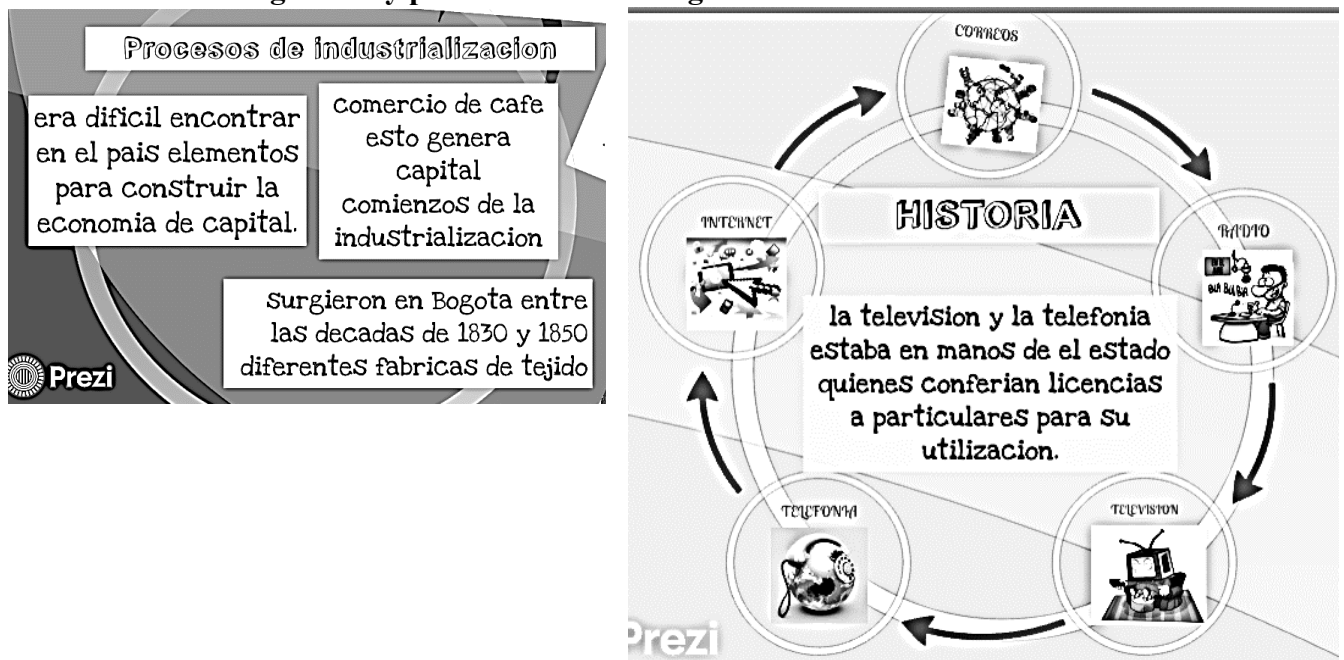 Procesos de industrializacion
era dificil encontrar
en el pais elementos
para construir la
economia de capital.
comercio de cafe
esto genera
capital
comienzos de la
industrializacion
surgieron en Bogota entre
las decadas de 1830 y 1850
diferentes fabricas de tejido
Prezi
CORREOS
HISTORIA
INTERNET
RADIO
BLA BLA BLA
la television y la telefonia
estaba en manos de el estado
quienes conferian licencias
a particulares para su
utilizacion.
TELEFONIA
TELEVISION
Prezi